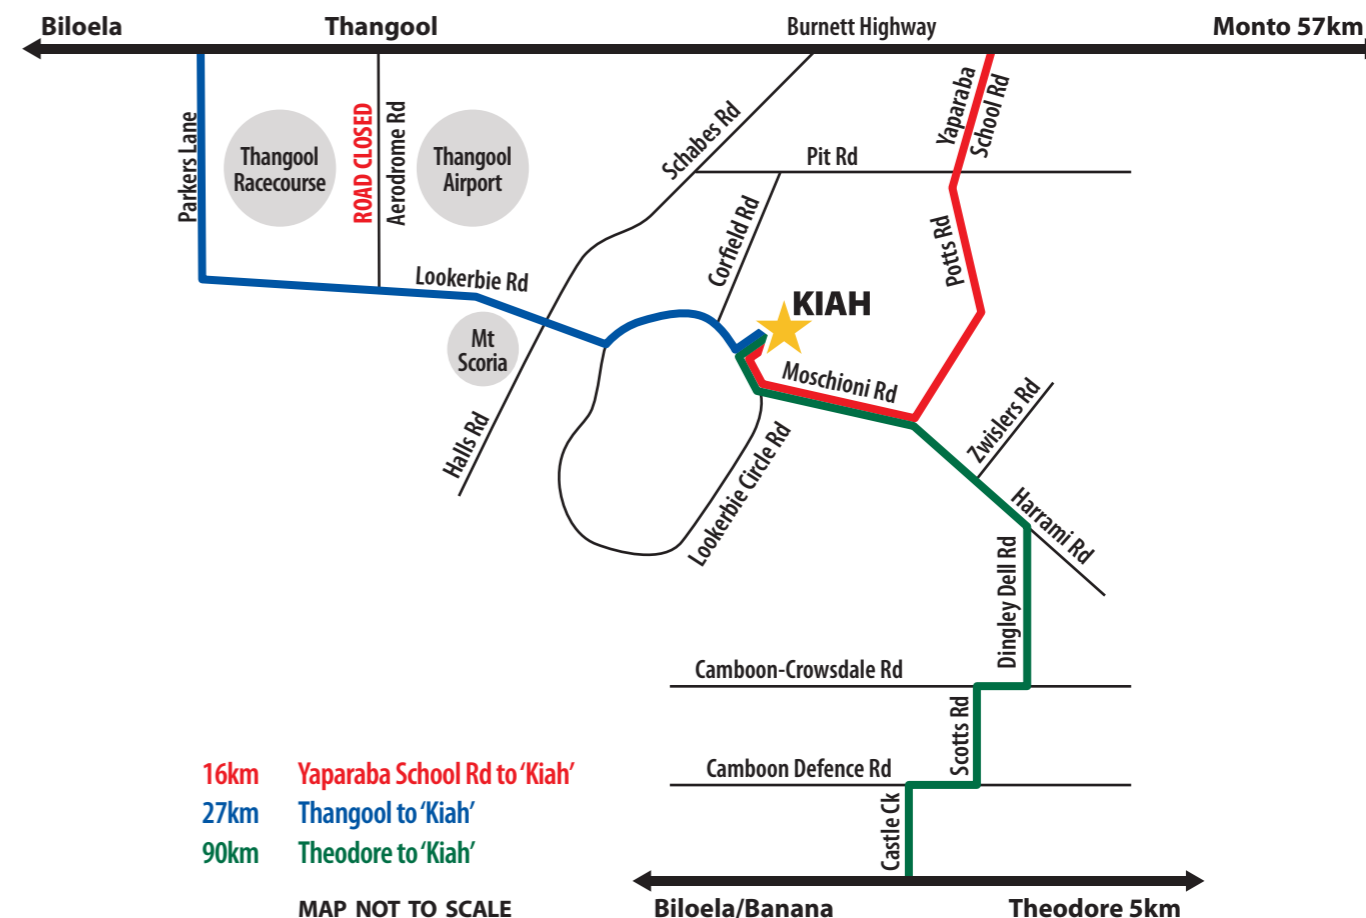 Biloela
Thangool
Burnett Highway
Monto 57km
Parkers Lane
Thangool
Racecourse
ROAD CLOSED
Aerodrome Rd
Thangool
Airport
Schabes Rd
Yaparaba
School Rd
Pit Rd
Corfield Rd
Potts Rd
Lookerbie Rd
KIAH
Mt
Scoria
Moschioni Rd
Halls Rd
Zwislers Rd
Lookerbie Circle Rd
Harrami Rd
Dingley Dell Rd
Camboon-Crowsdale Rd
Scotts Rd
Camboon Defence Rd
Castle Ck
16km Yaparaba School Rd to ‘Kiah’
27km Thangool to ‘Kiah’
90km Theodore to ‘Kiah’
MAP NOT TO SCALE
Biloela/Banana
Theodore 5km